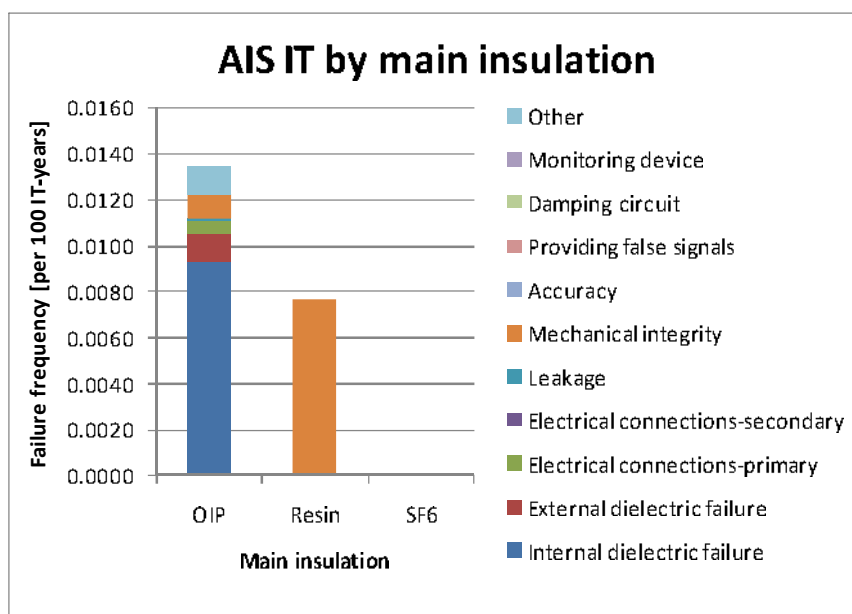 AIS IT by main insulation
Failure frequency [per 100 IT-years]
0.0160
0.0140
0.0120
0.0100
0.0080
0.0060
0.0040
0.0020
0.0000
OIP
Resin
SF6
Main insulation
Other
Monitoring device
Damping circuit
Providing false signals
Accuracy
Mechanical integrity
Leakage
Electrical connections-secondary
Electrical connections-primary
External dielectric failure
Internal dielectric failure